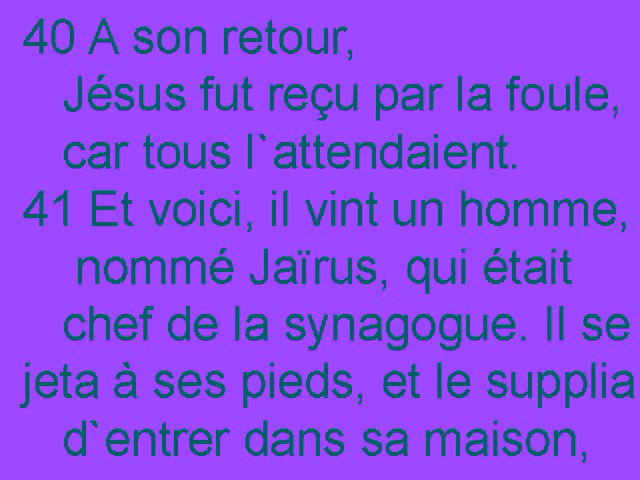 40 A son retour,
Jésus fut reçu par la foule,
car tous l`attendaient.
41 Et voici, il vint un homme,
nommé Jaïrus, qui était
chef de la synagogue. Il se
jeta à ses pieds, et le supplia
d`entrer dans sa maison,